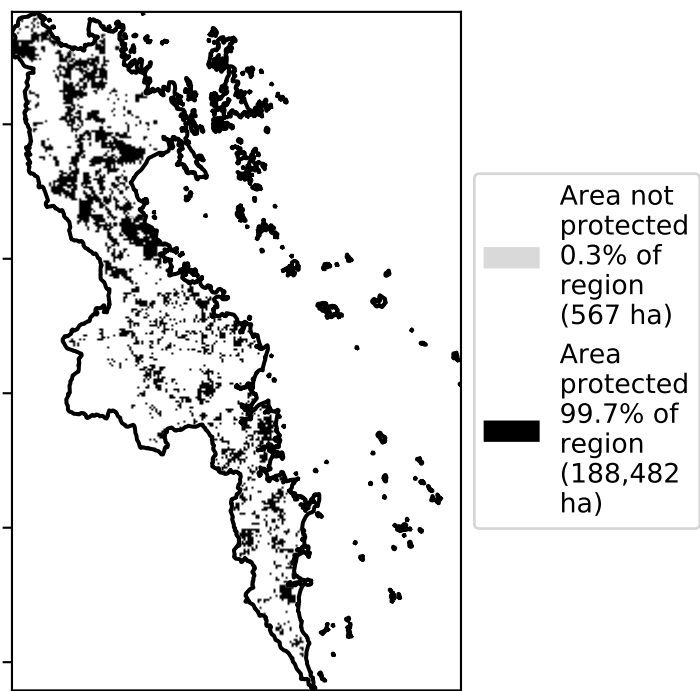 Area not
protected
0.3% of
region
(567 ha)
Area
protected
99.7% of
region
(188,482
ha)